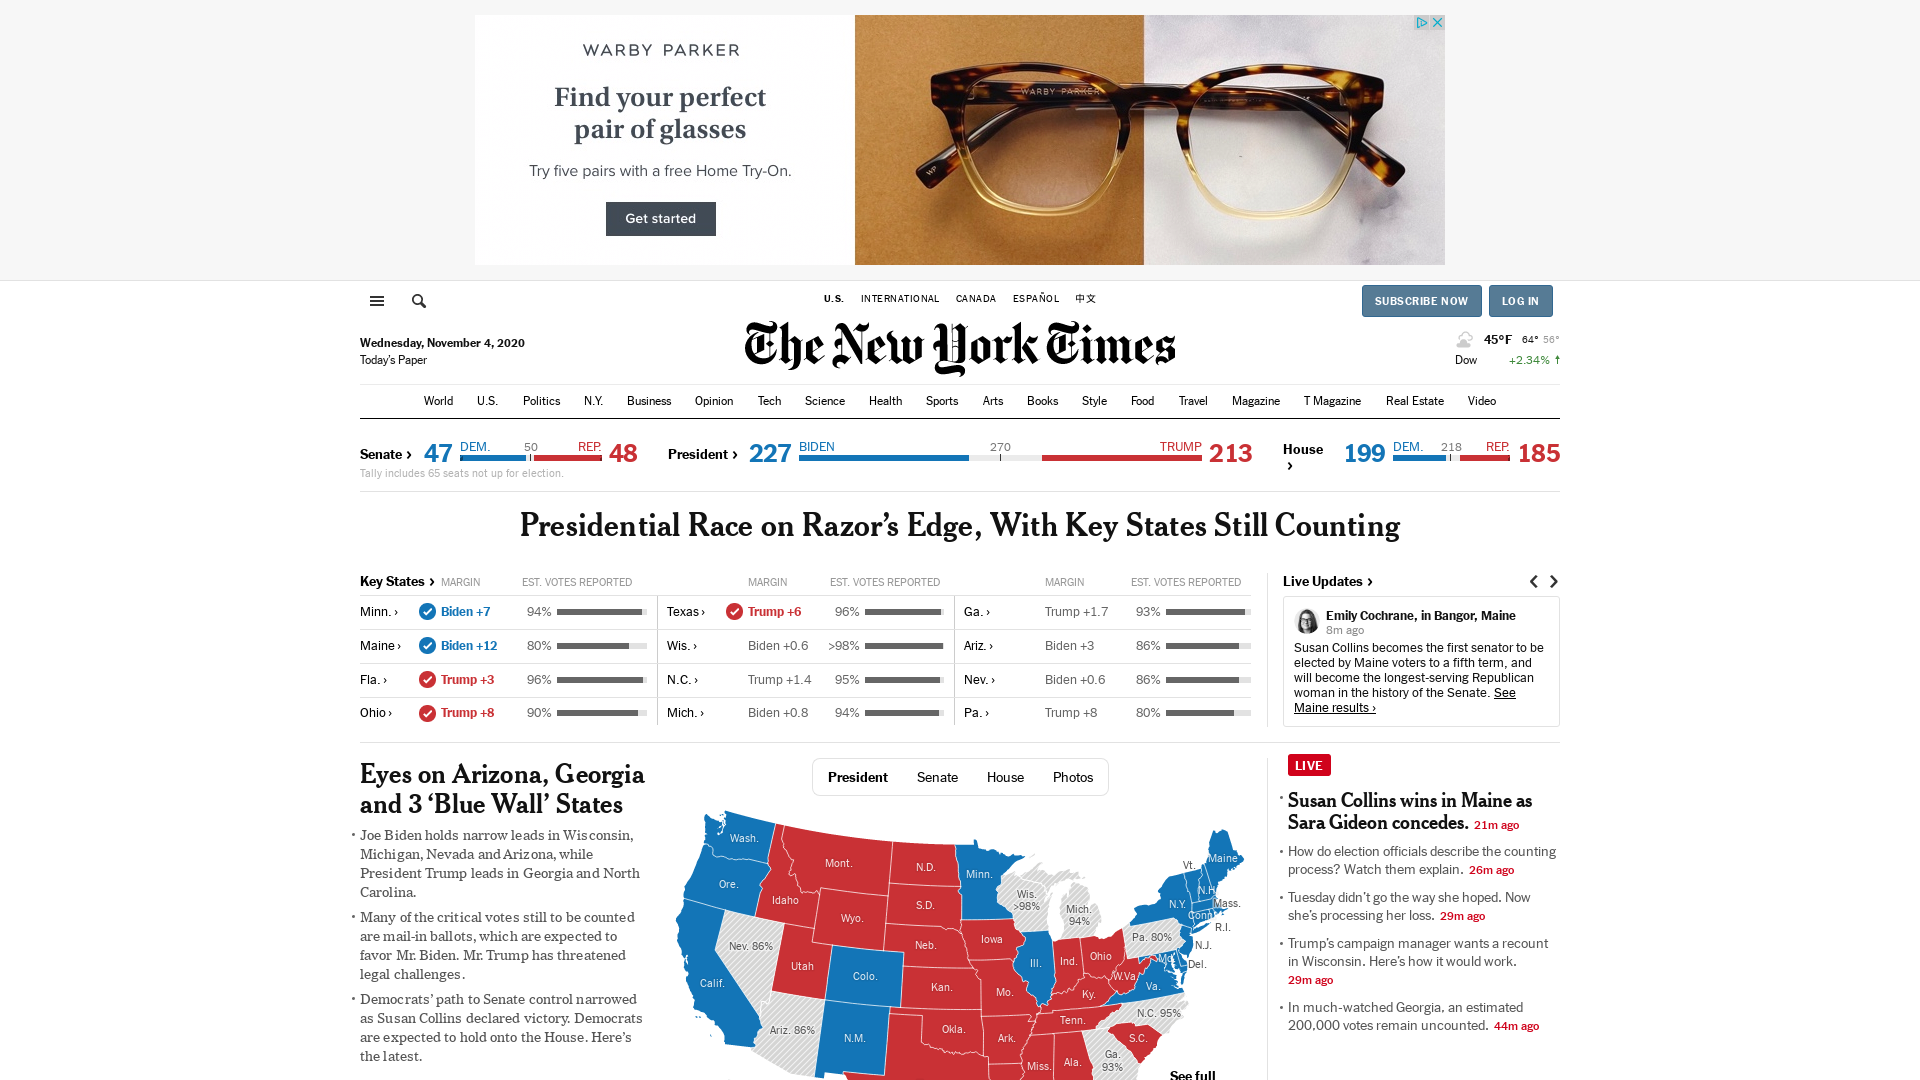 WARBY PARKER
Find your perfect
pair of glasses
Try five pairs with a free Home Try-On.
Get started
WARBY PARKER
WP
U.S. INTERNATIONAL CANADA ESPAÑOL 中文
SUBSCRIBE NOW LOG IN
Wednesday, November 4, 2020
Today's Paper
The New York Times
45°F 64° 56°
Dow +2.34% ↑
World U.S. Politics N.Y. Business Opinion Tech Science Health Sports Arts Books Style Food Travel Magazine T Magazine Real Estate Video
Senate › 47 DEM. 50 REP. 48
Tally includes 65 seats not up for election.
President › 227 BIDEN 270 TRUMP 213
House › 199 DEM. 218 REP. 185
Presidential Race on Razor's Edge, With Key States Still Counting
Key States › MARGIN EST. VOTES REPORTED MARGIN EST. VOTES REPORTED MARGIN EST. VOTES REPORTED
Minn. › Biden +7 94% Texas › Trump +6 96% Ga. › Trump +1.7 93%
Maine › Biden +12 80% Wis. › Biden +0.6 >98% Ariz. › Biden +3 86%
Fla. › Trump +3 96% N.C. › Trump +1.4 95% Nev. › Biden +0.6 86%
Ohio › Trump +8 90% Mich. › Biden +0.8 94% Pa. › Trump +8 80%
Live Updates ›
Emily Cochrane, in Bangor, Maine
8m ago
Susan Collins becomes the first senator to be
elected by Maine voters to a fifth term, and
will become the longest-serving Republican
woman in the history of the Senate. See
Maine results ›
Eyes on Arizona, Georgia
and 3 'Blue Wall' States
• Joe Biden holds narrow leads in Wisconsin,
Michigan, Nevada and Arizona, while
President Trump leads in Georgia and North
Carolina.
• Many of the critical votes still to be counted
are mail-in ballots, which are expected to
favor Mr. Biden. Mr. Trump has threatened
legal challenges.
• Democrats' path to Senate control narrowed
as Susan Collins declared victory. Democrats
are expected to hold onto the House. Here's
the latest.
President Senate House Photos
Wash.
Mont.
N.D.
Minn.
Vt.
Maine
Ore.
Idaho
S.D.
Wis.
>98%
N.H.
Wyo.
Mich.
94%
N.Y.
Mass.
Conn.
R.I.
Nev. 86%
Neb.
Iowa
Pa. 80%
N.J.
Utah
Colo.
Ill.
Ind.
Ohio
Md.
Del.
Calif.
Kan.
Mo.
W.Va.
Ky.
Va.
Ariz. 86%
N.M.
Okla.
Ark.
Tenn.
N.C. 95%
S.C.
Miss.
Ala.
Ga.
93%
See full
LIVE
• Susan Collins wins in Maine as
Sara Gideon concedes. 21m ago
• How do election officials describe the counting
process? Watch them explain. 26m ago
• Tuesday didn't go the way she hoped. Now
she's processing her loss. 29m ago
• Trump's campaign manager wants a recount
in Wisconsin. Here's how it would work.
29m ago
• In much-watched Georgia, an estimated
200,000 votes remain uncounted. 44m ago